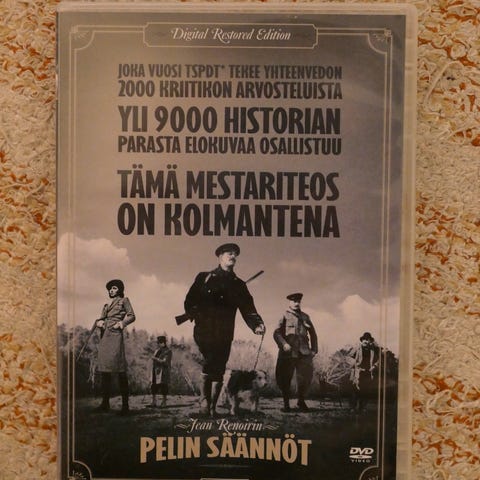 Digital Restored Edition
JOKA VUOSI TSPDT* TEKEE YHTEENVEDON
2000 KRIITIKON ARVOSTELUISTA
YLI 9000 HISTORIAN
PARASTA ELOKUVAA OSALLISTUU
TÄMÄ MESTARITEOS
ON KOLMANTENA
Jean Renoirin
PELIN SÄÄNNÖT
DVD
VIDEO